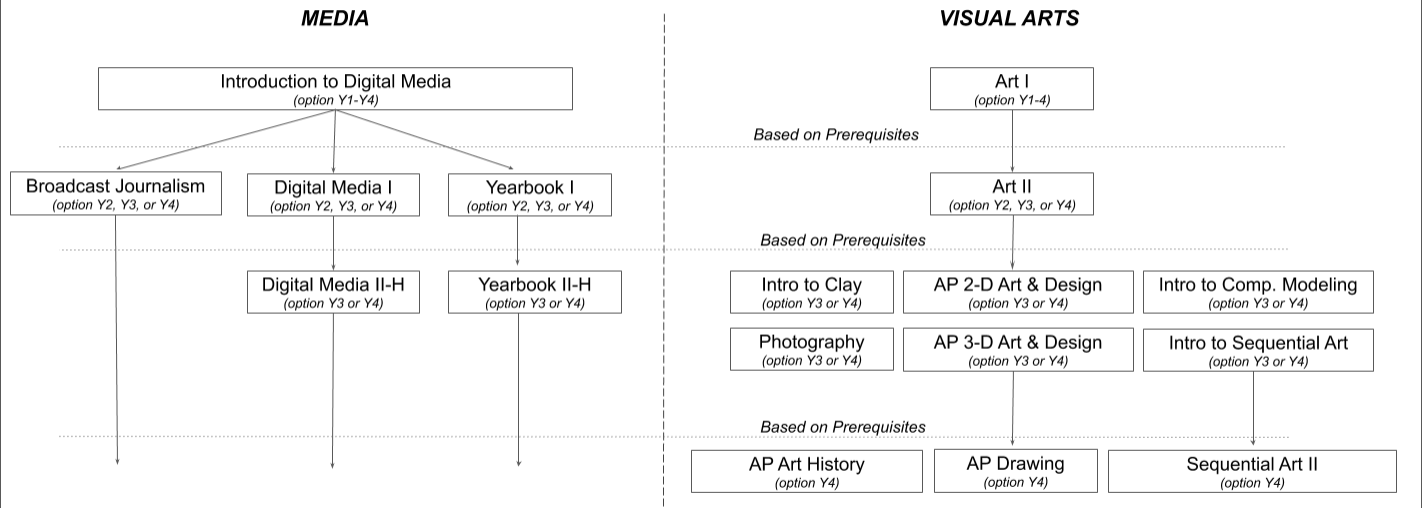 MEDIA
Introduction to Digital Media
(option Y1-Y4)
Broadcast Journalism
(option Y2, Y3, or Y4)
Digital Media I
(option Y2, Y3, or Y4)
Yearbook I
(option Y2, Y3, or Y4)
Digital Media II-H
(option Y3 or Y4)
Yearbook II-H
(option Y3 or Y4)
VISUAL ARTS
Art I
(option Y1-4)
Based on Prerequisites
Art II
(option Y2, Y3, or Y4)
Based on Prerequisites
Intro to Clay
(option Y3 or Y4)
AP 2-D Art & Design
(option Y3 or Y4)
Intro to Comp. Modeling
(option Y3 or Y4)
Photography
(option Y3 or Y4)
AP 3-D Art & Design
(option Y3 or Y4)
Intro to Sequential Art
(option Y3 or Y4)
Based on Prerequisites
AP Art History
(option Y4)
AP Drawing
(option Y4)
Sequential Art II
(option Y4)